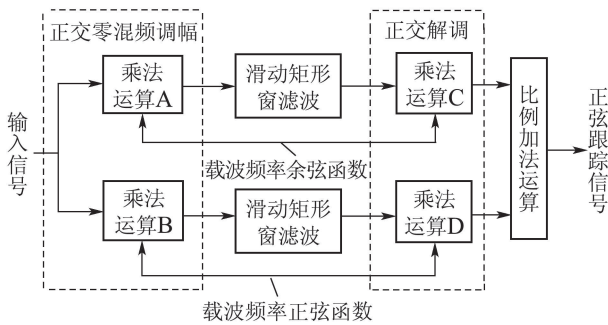 正交零混频调幅
正交解调
乘法
运算A
滑动矩形
窗滤波
乘法
运算C
载波频率余弦函数
输入信号
乘法
运算B
滑动矩形
窗滤波
乘法
运算D
载波频率正弦函数
比例加法运算
正弦跟踪信号